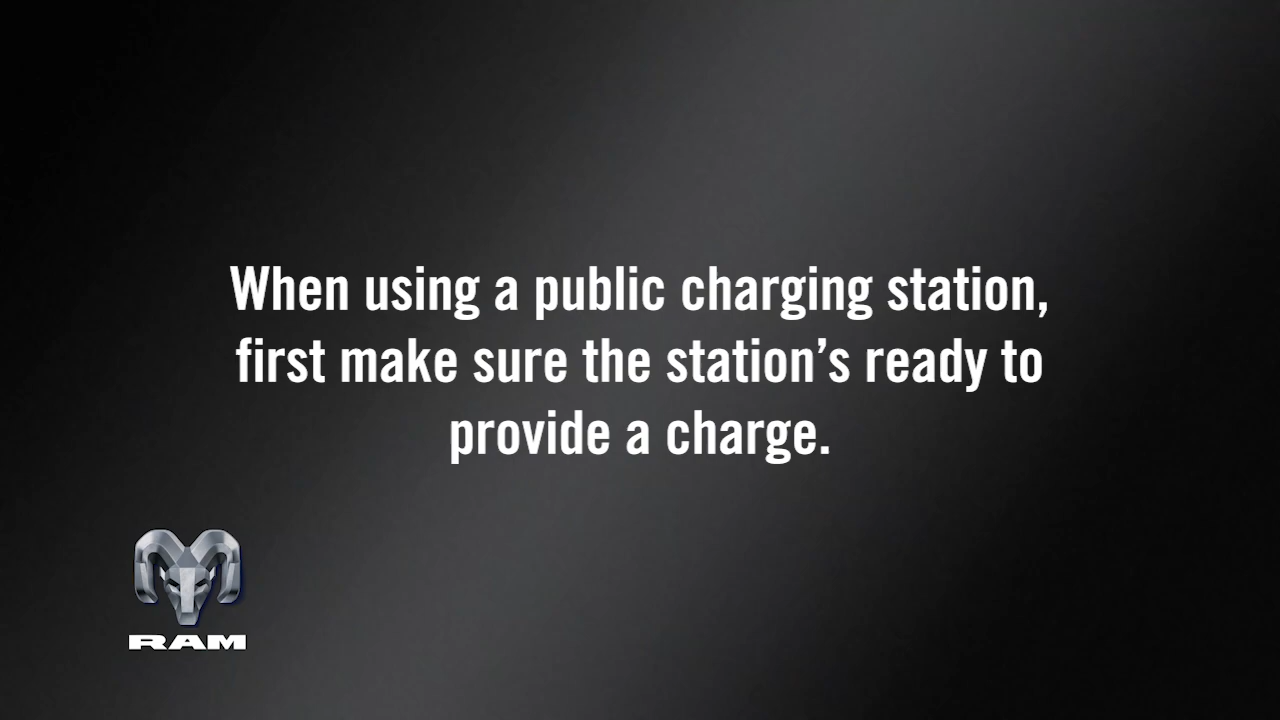 When using a public charging station,
first make sure the station’s ready to
provide a charge.
RAM